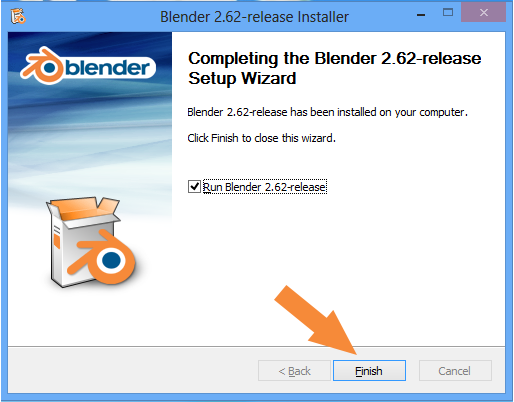 Blender 2.62-release Installer
blender
Completing the Blender 2.62-release
Setup Wizard
Blender 2.62-release has been installed on your computer.
Click Finish to close this wizard.
Run Blender 2.62-release
< Back
Finish
Cancel